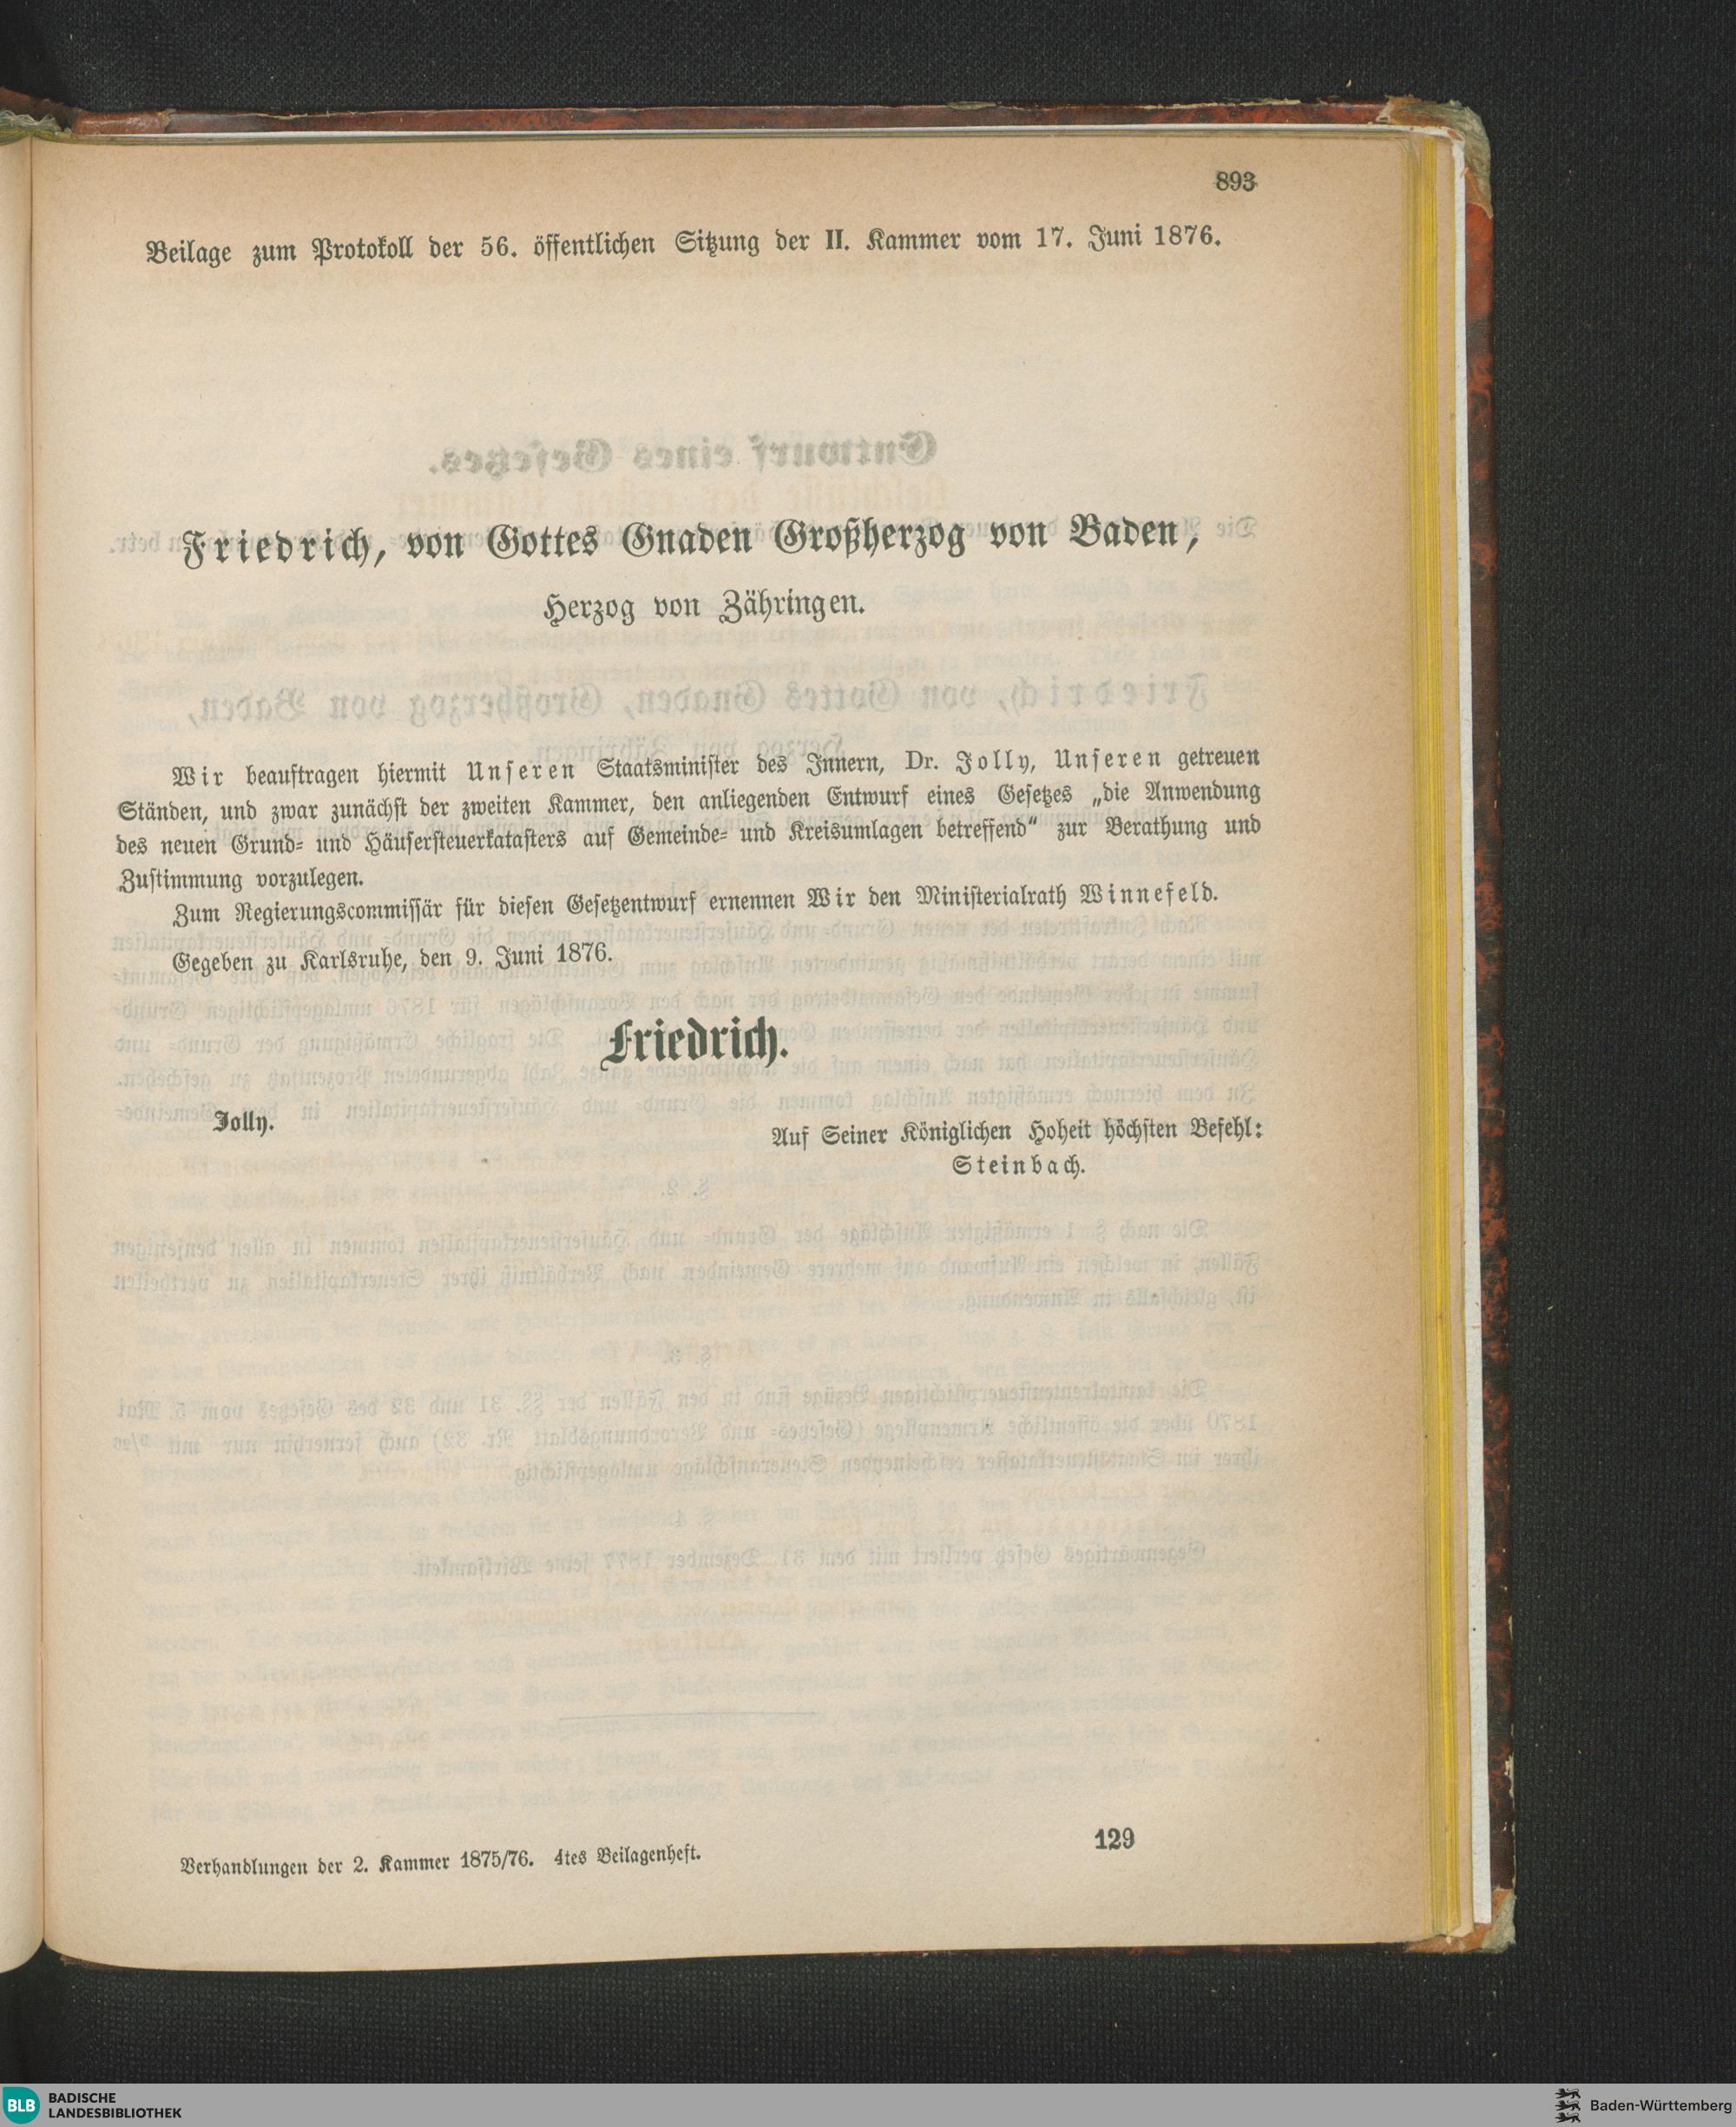 893
Beilage zum Protokoll der 56. öffentlichen Sitzung der II. Kammer vom 17. Juni 1876.
Friedrich, von Gottes Gnaden Großherzog von Baden,
Herzog von Zähringen.
Wir beauftragen hiermit Unseren Staatsminister des Innern, Dr. Jolly, Unseren getreuen
Ständen, und zwar zunächst der zweiten Kammer, den anliegenden Entwurf eines Gesetzes „die Anwendung
des neuen Grund- und Häusersteuerkatasters auf Gemeinde- und Kreisumlagen betreffend“ zur Berathung und
Zustimmung vorzulegen.
Zum Regierungscommissär für diesen Gesetzentwurf ernennen Wir den Ministerialrath Winnefeld.
Gegeben zu Karlsruhe, den 9. Juni 1876.
Friedrich.
Jolly.
Auf Seiner Königlichen Hoheit höchsten Befehl:
Steinbach.
Verhandlungen der 2. Kammer 1875/76. 4tes Beilagenheft.
129
BLB BADISCHE
LANDESBIBLIOTHEK
Baden-Württemberg